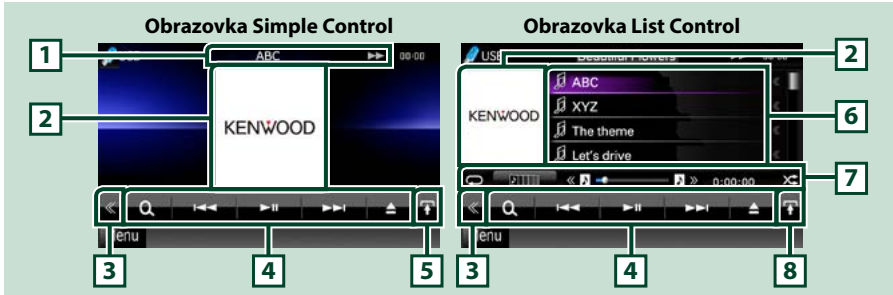 Obrazovka Simple Control
Obrazovka List Control
1
ABC
00:00
2
KENWOOD
3
4
5
Menu
USB
Beautiful Flowers
2
KENWOOD
ABC
XYZ
The theme
Let's drive
6
0:00:00
7
enu
3
4
8